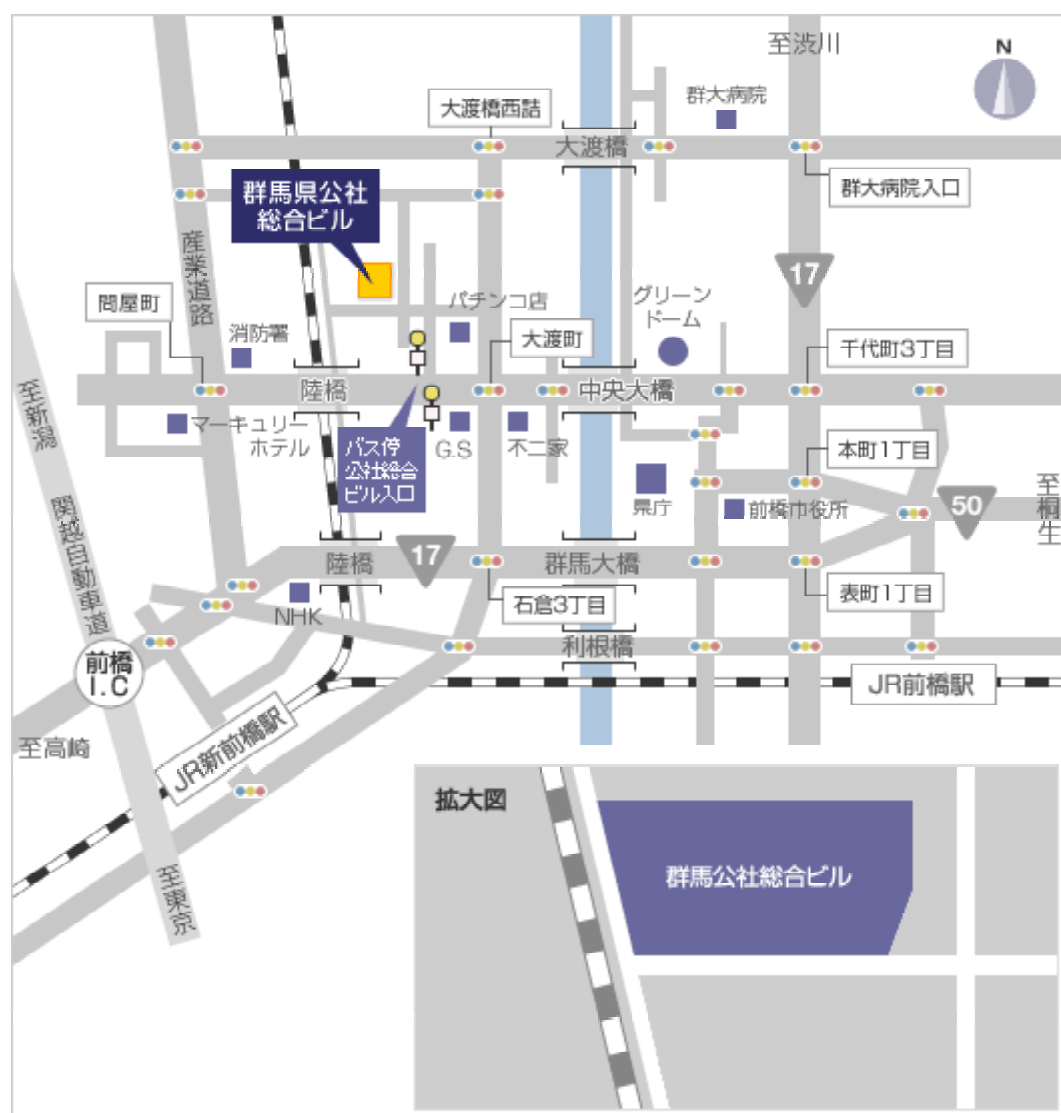 至渋川
N
群大病院
大渡橋西詰
大渡橋
群馬県公社
総合ビル
群大病院入口
産業道路
17
問屋町
消防署
パチンコ店
グリーン
ドーム
大渡町
千代町3丁目
至新潟
陸橋
中央大橋
マーキュリー
ホテル
バス停
公社総合
ビル入口
G.S
不二家
本町1丁目
県庁
前橋市役所
至桐生
50
関越自動車道
陸橋
17
群馬大橋
NHK
石倉3丁目
表町1丁目
利根橋
前橋
I.C
JR前橋駅
至高崎
JR新前橋駅
至東京
拡大図
群馬公社総合ビル